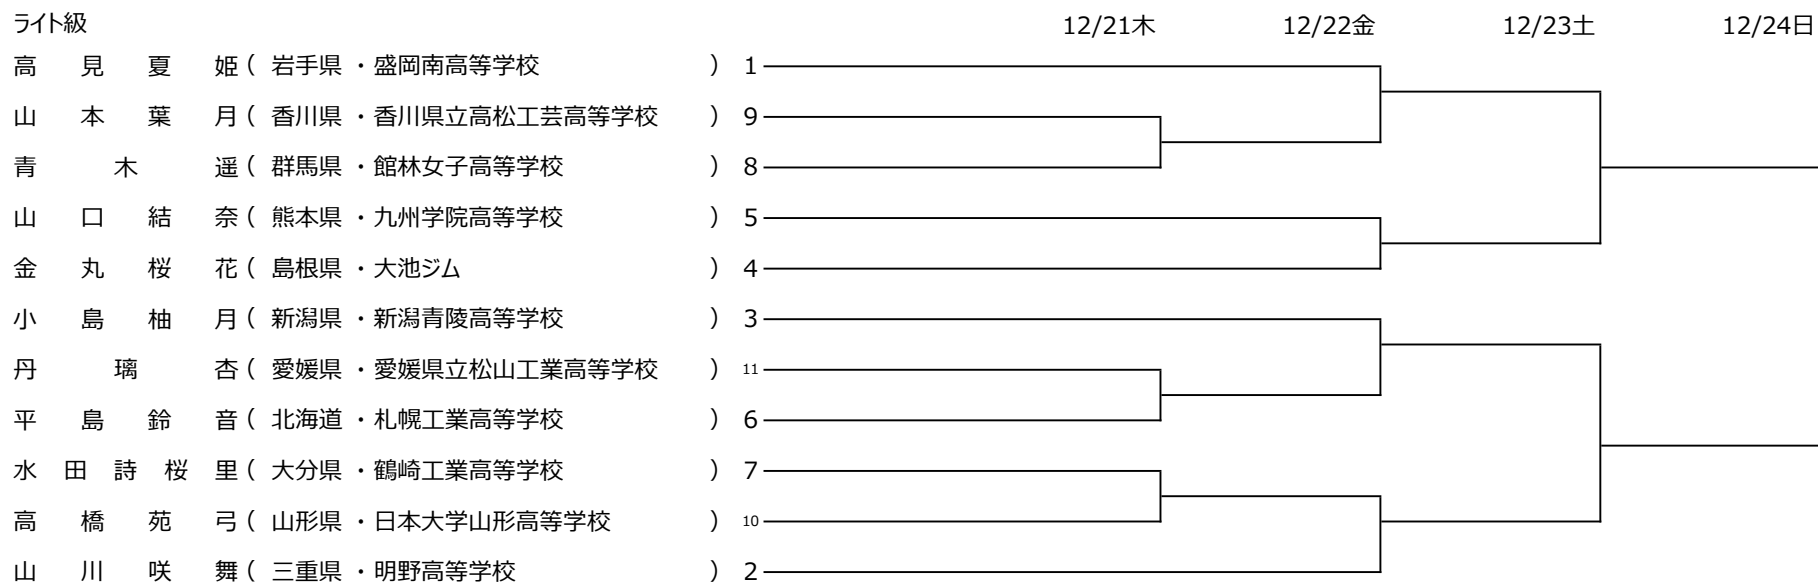 ライト級 12/21木 12/22金 12/23土 12/24日
高見夏姫 ( 岩手県 ・盛岡南高等学校 ) 1
山本葉月 ( 香川県 ・香川県立高松工芸高等学校 ) 9
青木遥 ( 群馬県 ・館林女子高等学校 ) 8
山口結奈 ( 熊本県 ・九州学院高等学校 ) 5
金丸桜花 ( 島根県 ・大池ジム ) 4
小島柚月 ( 新潟県 ・新潟青陵高等学校 ) 3
丹璃杏 ( 愛媛県 ・愛媛県立松山工業高等学校 ) 11
平島鈴音 ( 北海道 ・札幌工業高等学校 ) 6
水田詩桜里 ( 大分県 ・鶴崎工業高等学校 ) 7
高橋苑弓 ( 山形県 ・日本大学山形高等学校 ) 10
山川咲舞 ( 三重県 ・明野高等学校 ) 2